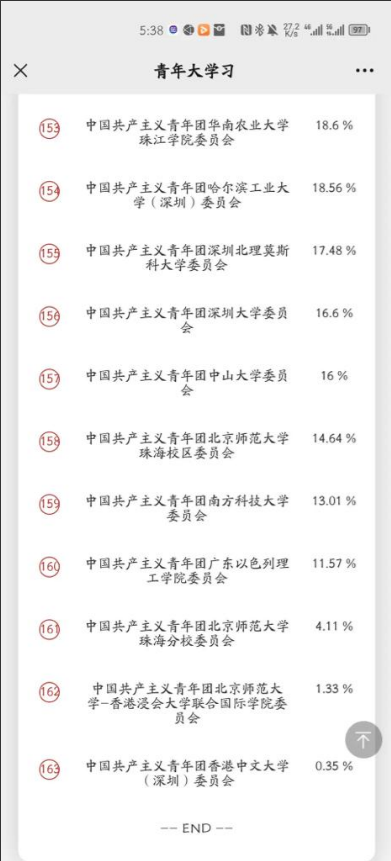 5:38 27.2 K/s 4G 5G 97
青年大学习
153 中国共产主义青年团华南农业大学 18.6 %
珠江学院委员会
154 中国共产主义青年团哈尔滨工业大 18.56 %
学（深圳）委员会
155 中国共产主义青年团深圳北理莫斯 17.48 %
科大学委员会
156 中国共产主义青年团深圳大学委员 16.6 %
会
157 中国共产主义青年团中山大学委员 16 %
会
158 中国共产主义青年团北京师范大学 14.64 %
珠海校区委员会
159 中国共产主义青年团南方科技大学 13.01 %
委员会
160 中国共产主义青年团广东以色列理 11.57 %
工学院委员会
161 中国共产主义青年团北京师范大学 4.11 %
珠海分校委员会
162 中国共产主义青年团北京师范大 1.33 %
学-香港浸会大学联合国际学院委
员会
163 中国共产主义青年团香港中文大学 0.35 %
（深圳）委员会
-- END --